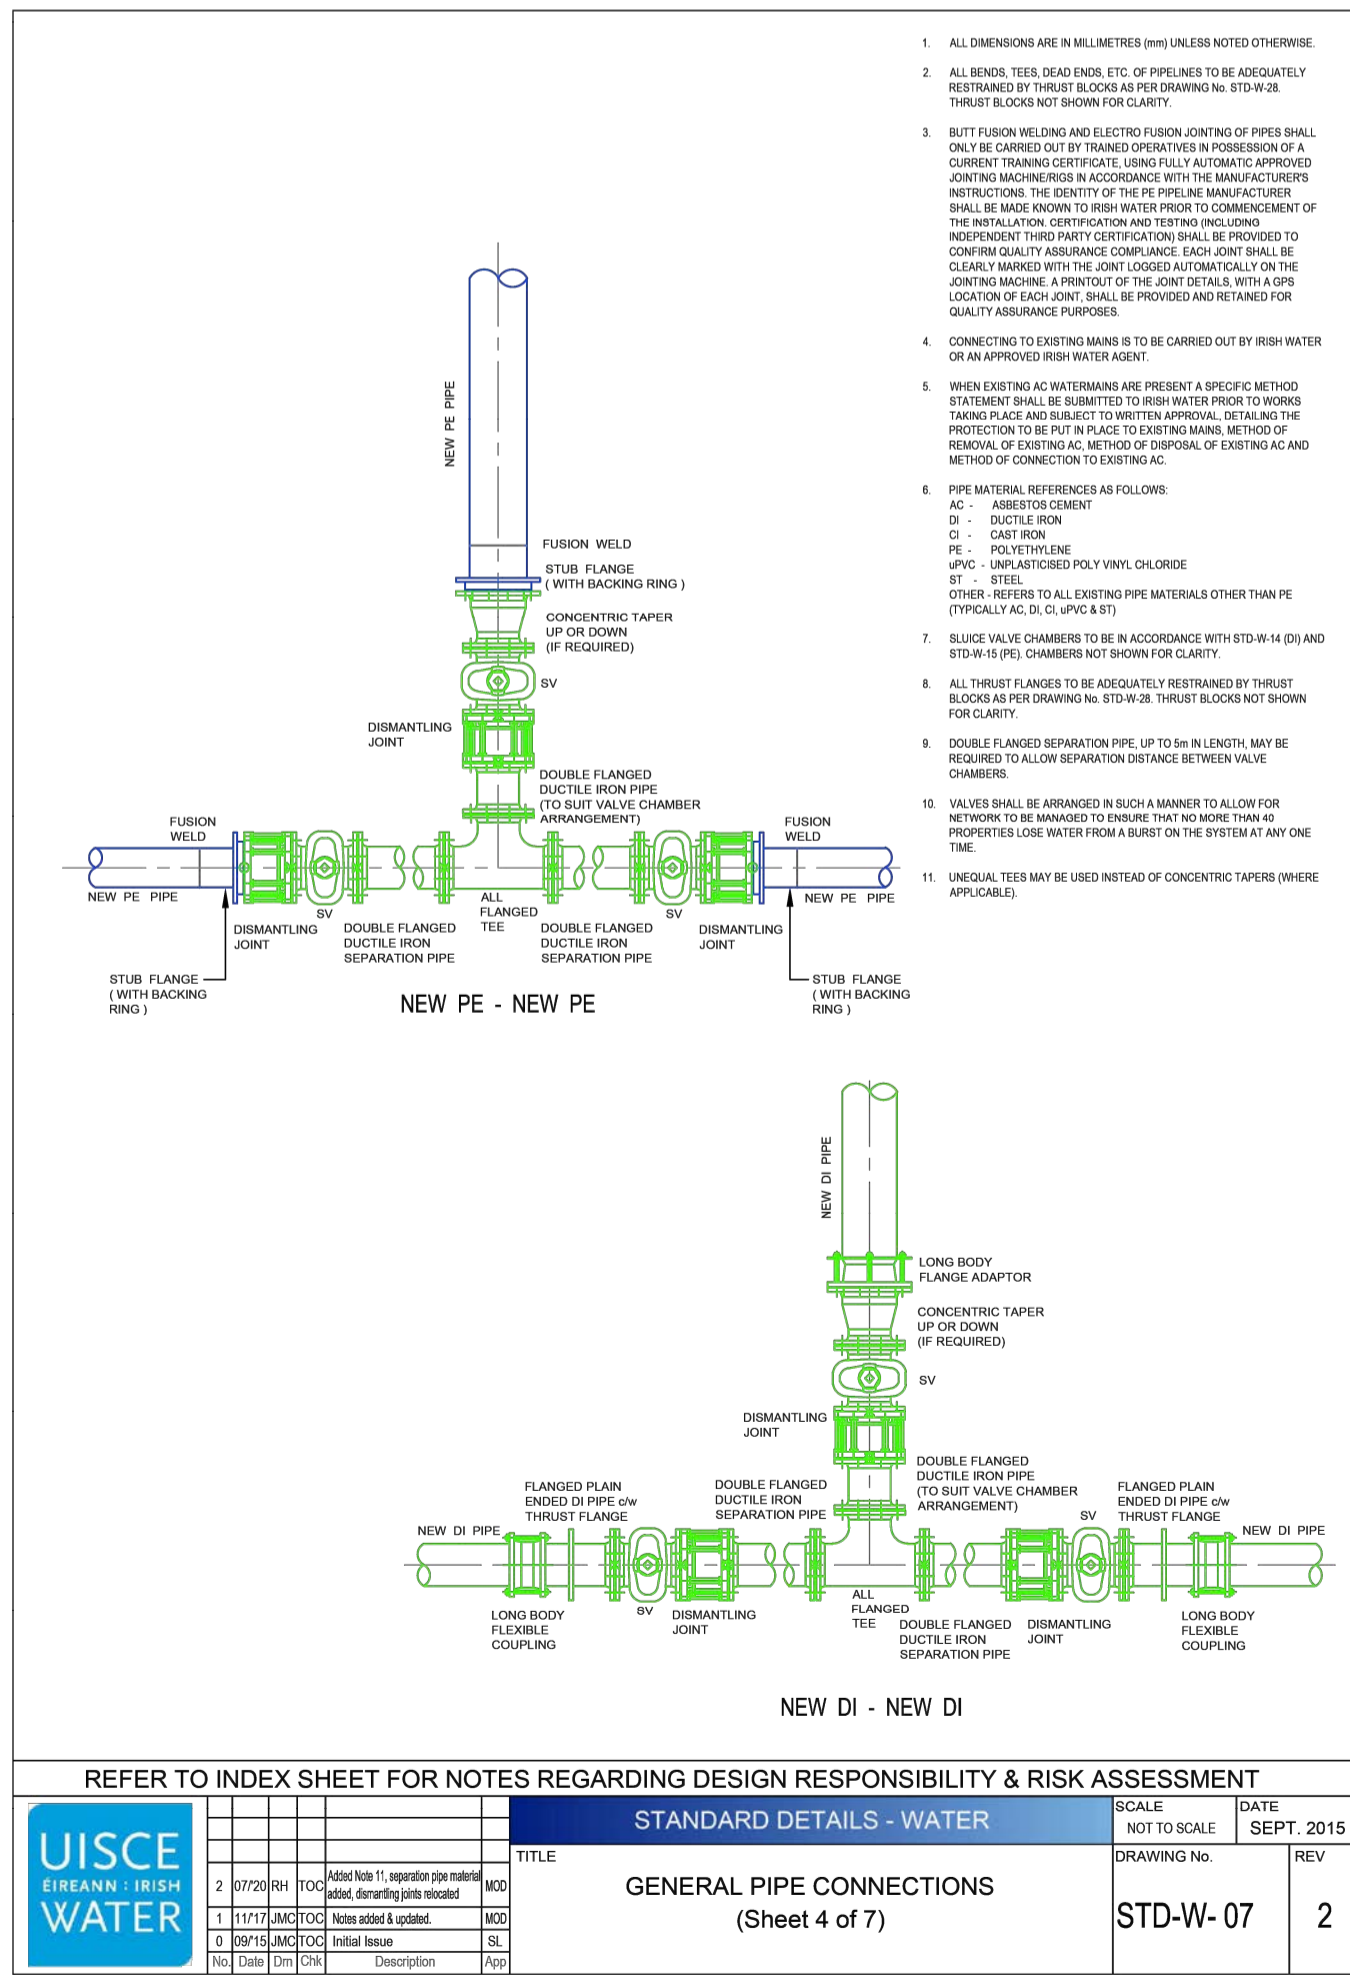 1. ALL DIMENSIONS ARE IN MILLIMETRES (mm) UNLESS NOTED OTHERWISE.
2. ALL BENDS, TEES, DEAD ENDS, ETC. OF PIPELINES TO BE ADEQUATELY
RESTRAINED BY THRUST BLOCKS AS PER DRAWING No. STD-W-28.
THRUST BLOCKS NOT SHOWN FOR CLARITY.
3. BUTT FUSION WELDING AND ELECTRO FUSION JOINTING OF PIPES SHALL
ONLY BE CARRIED OUT BY TRAINED OPERATIVES IN POSSESSION OF A
CURRENT TRAINING CERTIFICATE, USING FULLY AUTOMATIC APPROVED
JOINTING MACHINE/RIGS IN ACCORDANCE WITH THE MANUFACTURER'S
INSTRUCTIONS. THE IDENTITY OF THE PE PIPELINE MANUFACTURER
SHALL BE MADE KNOWN TO IRISH WATER PRIOR TO COMMENCEMENT OF
THE INSTALLATION. CERTIFICATION AND TESTING (INCLUDING
INDEPENDENT THIRD PARTY CERTIFICATION) SHALL BE PROVIDED TO
CONFIRM QUALITY ASSURANCE COMPLIANCE. EACH JOINT SHALL BE
CLEARLY MARKED WITH THE JOINT LOGGED AUTOMATICALLY ON THE
JOINTING MACHINE. A PRINTOUT OF THE JOINT DETAILS, WITH A GPS
LOCATION OF EACH JOINT, SHALL BE PROVIDED AND RETAINED FOR
QUALITY ASSURANCE PURPOSES.
4. CONNECTING TO EXISTING MAINS IS TO BE CARRIED OUT BY IRISH WATER
OR AN APPROVED IRISH WATER AGENT.
5. WHEN EXISTING AC WATERMAINS ARE PRESENT A SPECIFIC METHOD
STATEMENT SHALL BE SUBMITTED TO IRISH WATER PRIOR TO WORKS
TAKING PLACE AND SUBJECT TO WRITTEN APPROVAL, DETAILING THE
PROTECTION TO BE PUT IN PLACE TO EXISTING MAINS, METHOD OF
REMOVAL OF EXISTING AC, METHOD OF DISPOSAL OF EXISTING AC AND
METHOD OF CONNECTION TO EXISTING AC.
6. PIPE MATERIAL REFERENCES AS FOLLOWS:
AC - ASBESTOS CEMENT
DI - DUCTILE IRON
CI - CAST IRON
PE - POLYETHYLENE
uPVC - UNPLASTICISED POLY VINYL CHLORIDE
ST - STEEL
OTHER - REFERS TO ALL EXISTING PIPE MATERIALS OTHER THAN PE
(TYPICALLY AC, DI, CI, uPVC & ST)
7. SLUICE VALVE CHAMBERS TO BE IN ACCORDANCE WITH STD-W-14 (DI) AND
STD-W-15 (PE). CHAMBERS NOT SHOWN FOR CLARITY.
8. ALL THRUST FLANGES TO BE ADEQUATELY RESTRAINED BY THRUST
BLOCKS AS PER DRAWING No. STD-W-28. THRUST BLOCKS NOT SHOWN
FOR CLARITY.
9. DOUBLE FLANGED SEPARATION PIPE, UP TO 5m IN LENGTH, MAY BE
REQUIRED TO ALLOW SEPARATION DISTANCE BETWEEN VALVE
CHAMBERS.
10. VALVES SHALL BE ARRANGED IN SUCH A MANNER TO ALLOW FOR
NETWORK TO BE MANAGED TO ENSURE THAT NO MORE THAN 40
PROPERTIES LOSE WATER FROM A BURST ON THE SYSTEM AT ANY ONE
TIME.
11. UNEQUAL TEES MAY BE USED INSTEAD OF CONCENTRIC TAPERS (WHERE
APPLICABLE).
NEW PE PIPE
FUSION WELD
STUB FLANGE
( WITH BACKING RING )
CONCENTRIC TAPER
UP OR DOWN
(IF REQUIRED)
SV
DISMANTLING
JOINT
DOUBLE FLANGED
DUCTILE IRON PIPE
(TO SUIT VALVE CHAMBER
ARRANGEMENT)
FUSION
WELD
NEW PE PIPE
STUB FLANGE
( WITH BACKING
RING )
DISMANTLING
JOINT
SV
DOUBLE FLANGED
DUCTILE IRON
SEPARATION PIPE
ALL
FLANGED
TEE
DOUBLE FLANGED
DUCTILE IRON
SEPARATION PIPE
SV
DISMANTLING
JOINT
FUSION
WELD
NEW PE PIPE
STUB FLANGE
( WITH BACKING
RING )
NEW PE - NEW PE
NEW DI PIPE
LONG BODY
FLANGE ADAPTOR
CONCENTRIC TAPER
UP OR DOWN
(IF REQUIRED)
SV
DISMANTLING
JOINT
DOUBLE FLANGED
DUCTILE IRON PIPE
(TO SUIT VALVE CHAMBER
ARRANGEMENT)
NEW DI PIPE
FLANGED PLAIN
ENDED DI PIPE c/w
THRUST FLANGE
DOUBLE FLANGED
DUCTILE IRON
SEPARATION PIPE
SV
FLANGED PLAIN
ENDED DI PIPE c/w
THRUST FLANGE
NEW DI PIPE
LONG BODY
FLEXIBLE
COUPLING
SV
DISMANTLING
JOINT
ALL
FLANGED
TEE
DOUBLE FLANGED
DUCTILE IRON
SEPARATION PIPE
DISMANTLING
JOINT
LONG BODY
FLEXIBLE
COUPLING
NEW DI - NEW DI
REFER TO INDEX SHEET FOR NOTES REGARDING DESIGN RESPONSIBILITY & RISK ASSESSMENT
UISCE
ÉIREANN : IRISH
WATER
2 07/'20 RH TOC Added Note 11, separation pipe material MOD
added, dismantling joints relocated
1 11/'17 JMC TOC Notes added & updated. MOD
0 09/'15 JMC TOC Initial Issue SL
No. Date Drn Chk Description App
STANDARD DETAILS - WATER
TITLE
GENERAL PIPE CONNECTIONS
(Sheet 4 of 7)
SCALE
NOT TO SCALE
DATE
SEPT. 2015
DRAWING No.
STD-W- 07
REV
2